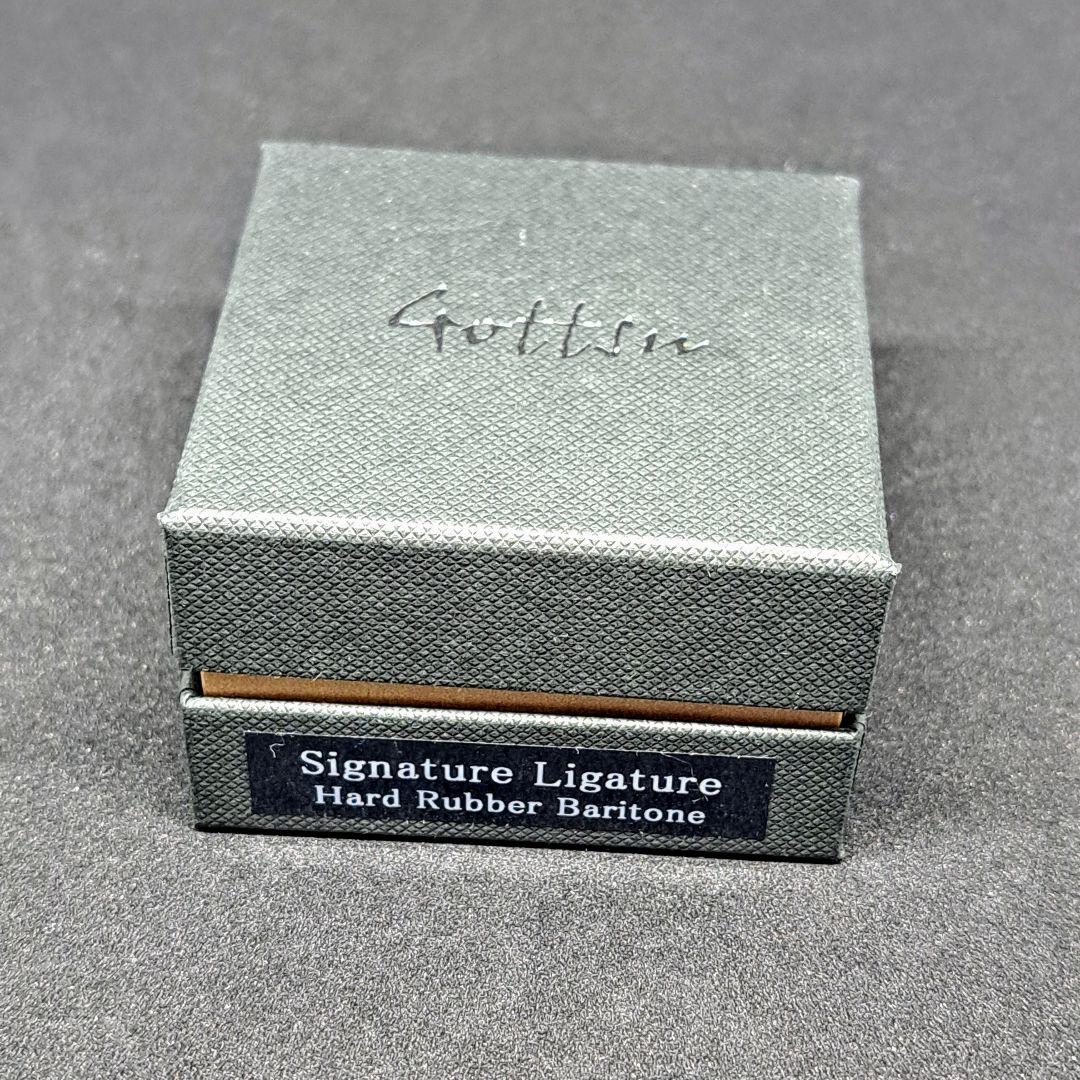 Gottsu
Signature Ligature
Hard Rubber Baritone